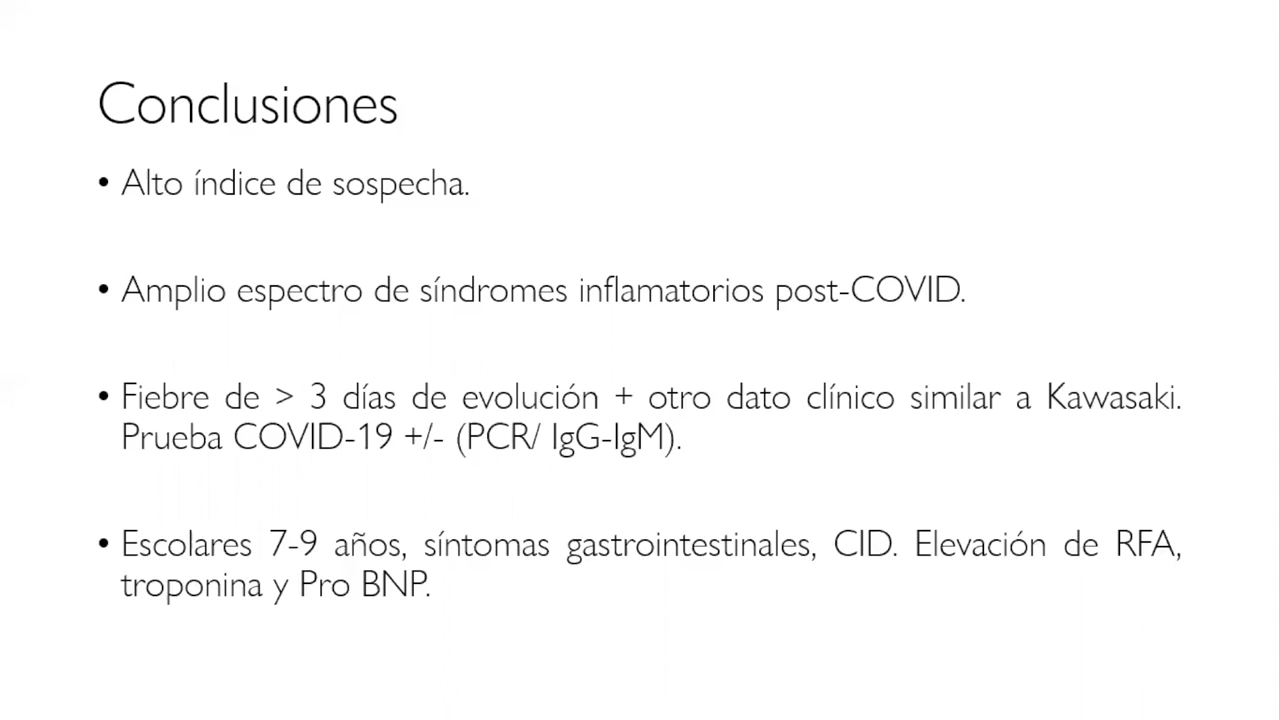 Conclusiones
• Alto índice de sospecha.
• Amplio espectro de síndromes inflamatorios post-COVID.
• Fiebre de > 3 días de evolución + otro dato clínico similar a Kawasaki.
Prueba COVID-19 +/- (PCR/ IgG-IgM).
• Escolares 7-9 años, síntomas gastrointestinales, CID. Elevación de RFA,
troponina y Pro BNP.